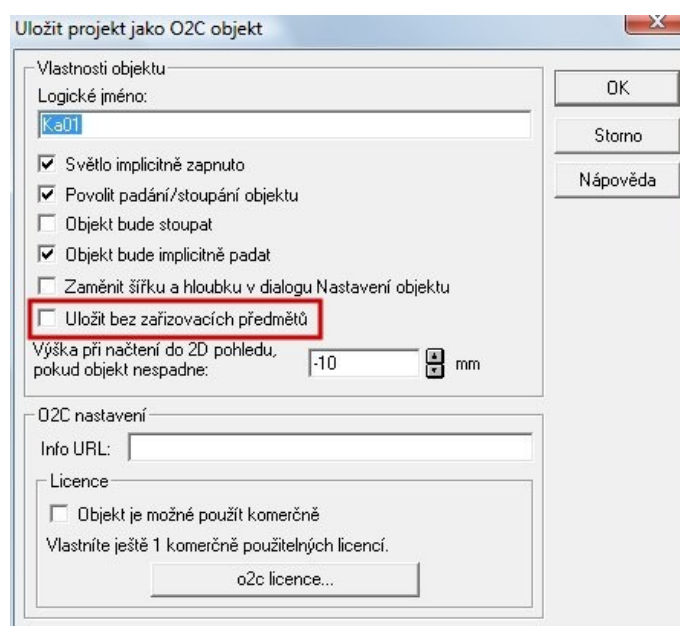 Uložit projekt jako O2C objekt
Vlastnosti objektu
Logické jméno:
Ka01
Světlo implicitně zapnuto
Povolit padání/stoupání objektu
Objekt bude stoupat
Objekt bude implicitně padat
Zaměnit šířku a hloubku v dialogu Nastavení objektu
Uložit bez zařizovacích předmětů
Výška při načtení do 2D pohledu,
pokud objekt nespadne:
-10 mm
O2C nastavení
Info URL:
Licence
Objekt je možné použít komerčně
Vlastníte ještě 1 komerčně použitelných licencí.
o2c licence...
OK
Storno
Nápověda